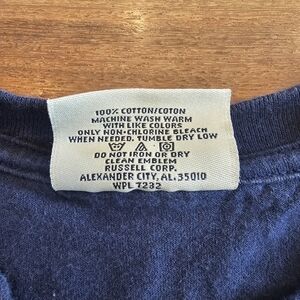 100% COTTON/COTON
MACHINE WASH WARM
WITH LIKE COLORS
ONLY NON-CHLORINE BLEACH
WHEN NEEDED. TUMBLE DRY LOW
DO NOT IRON OR DRY
CLEAN EMBLEM
RUSSELL CORP.
ALEXANDER CITY, AL.35010
WPL 7232